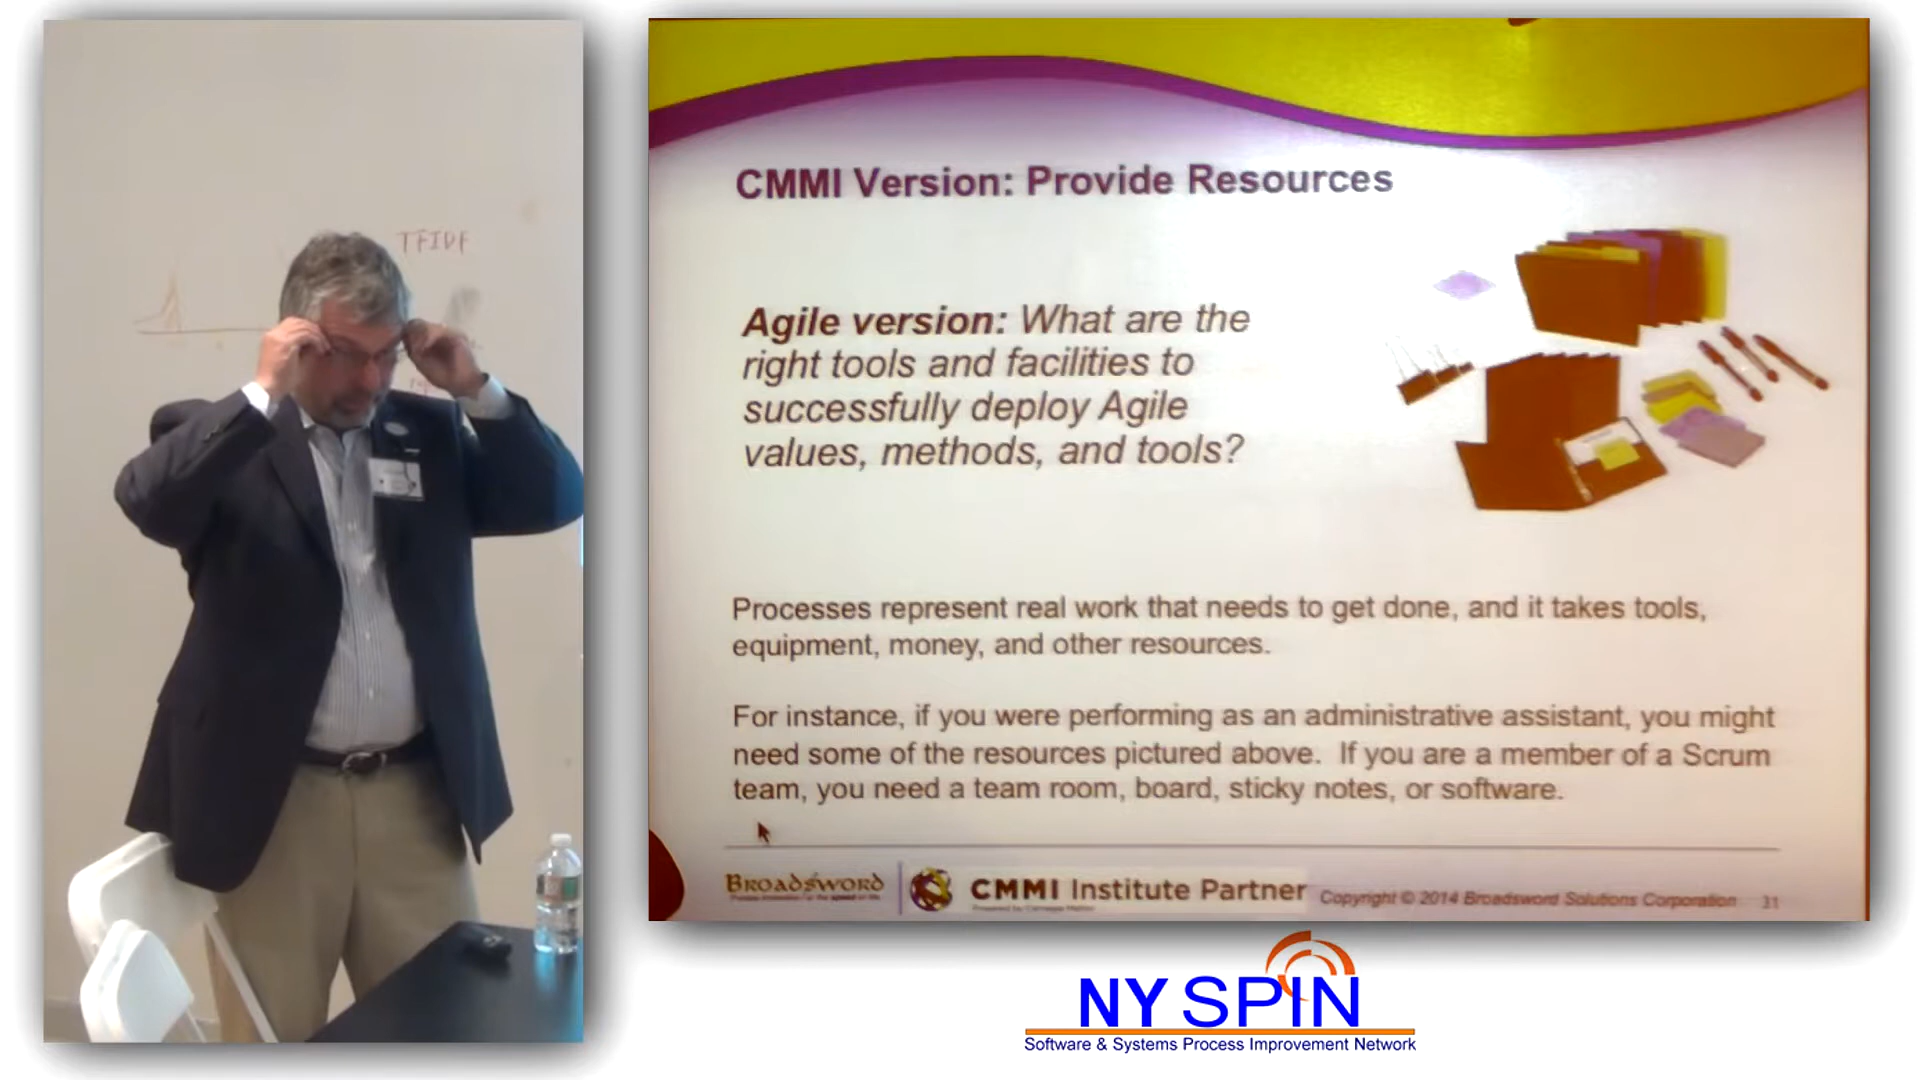 TFIDF
CMMI Version: Provide Resources
Agile version: What are the
right tools and facilities to
successfully deploy Agile
values, methods, and tools?
Processes represent real work that needs to get done, and it takes tools,
equipment, money, and other resources.
For instance, if you were performing as an administrative assistant, you might
need some of the resources pictured above. If you are a member of a Scrum
team, you need a team room, board, sticky notes, or software.
BROADSWORD
CMMI Institute Partner
Copyright © 2014 Broadsword Solutions Corporation 31
NY SPIN
Software & Systems Process Improvement Network